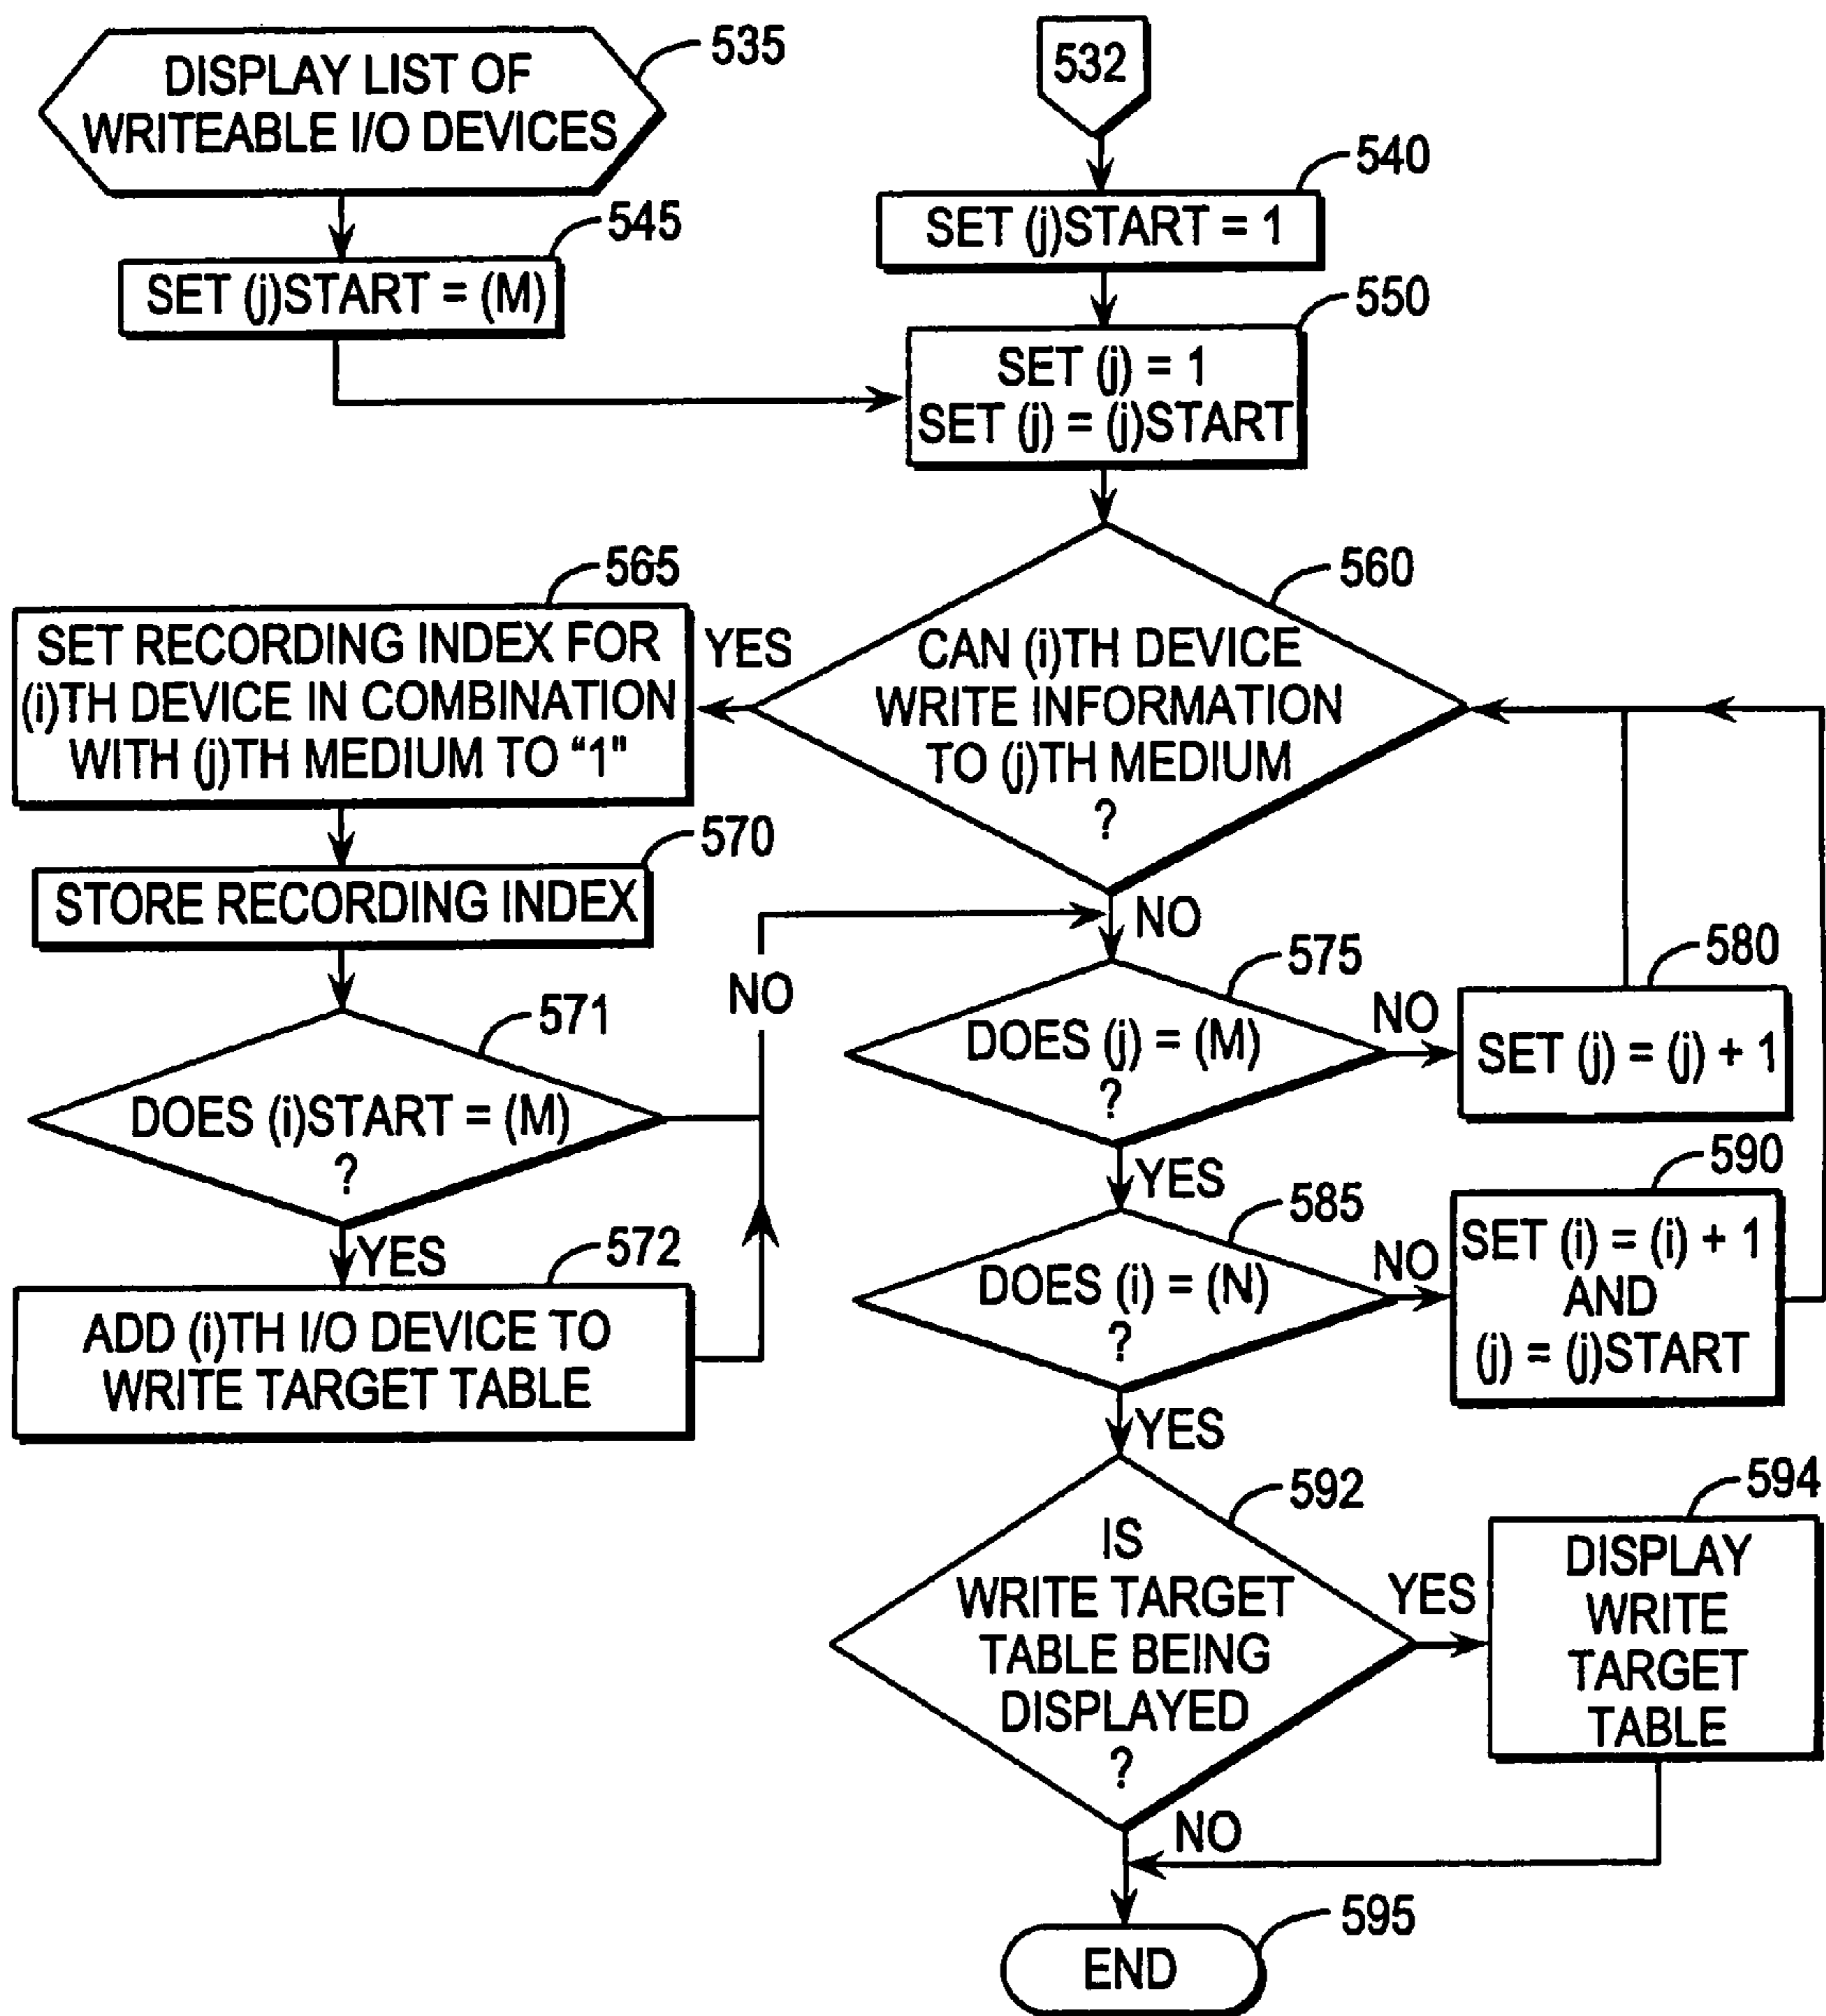 DISPLAY LIST OF
WRITEABLE I/O DEVICES
535
532
540
SET (j)START = 1
545
SET (j)START = (M)
550
SET (j) = 1
SET (j) = (j)START
560
CAN (i)TH DEVICE
WRITE INFORMATION
TO (j)TH MEDIUM
?
YES
565
SET RECORDING INDEX FOR
(i)TH DEVICE IN COMBINATION
WITH (j)TH MEDIUM TO “1"
570
STORE RECORDING INDEX
NO
571
DOES (i)START = (M)
?
NO
YES
572
ADD (i)TH I/O DEVICE TO
WRITE TARGET TABLE
575
DOES (j) = (M)
?
NO
580
SET (j) = (j) + 1
YES
585
DOES (i) = (N)
?
NO
590
SET (i) = (i) + 1
AND
(j) = (j)START
YES
592
IS
WRITE TARGET
TABLE BEING
DISPLAYED
?
YES
594
DISPLAY
WRITE
TARGET
TABLE
NO
595
END